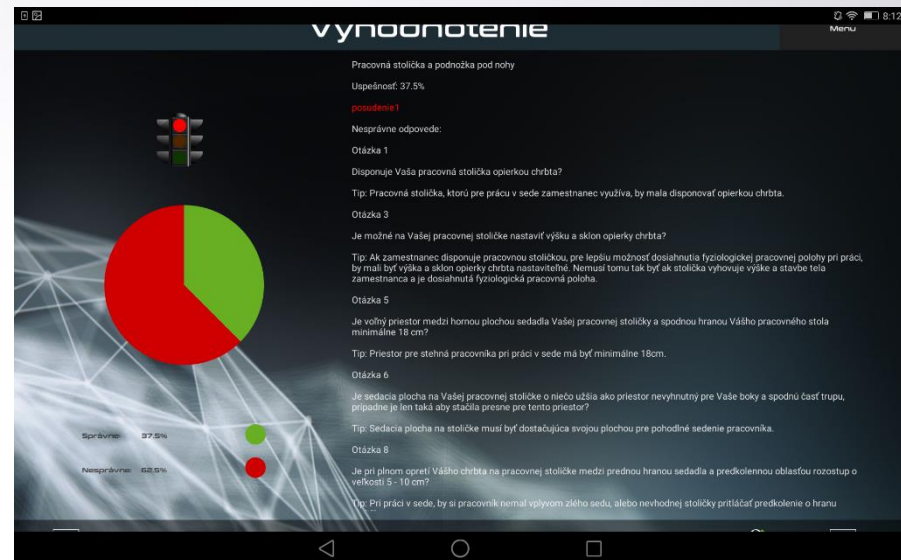 8:12
Vyhodnotenie
Menu
Pracovná stolička a podnožka pod nohy
Uspešnosť: 37.5%
posudenie1
Nesprávne odpovede:
Otázka 1
Disponuje Vaša pracovná stolička opierkou chrbta?
Tip: Pracovná stolička, ktorú pre prácu v sede zamestnanec využíva, by mala disponovať opierkou chrbta.
Otázka 3
Je možné na Vašej pracovnej stoličke nastaviť výšku a sklon opierky chrbta?
Tip: Ak zamestnanec disponuje pracovnou stoličkou, pre lepšiu možnosť dosiahnutia fyziologickej pracovnej polohy pri práci,
by mali byť výška a sklon opierky chrbta nastaviteľné. Nemusí tomu tak byť ak stolička vyhovuje výške a stavbe tela
zamestnanca a je dosiahnutá fyziologická pracovná poloha.
Otázka 5
Je voľný priestor medzi hornou plochou sedadla Vašej pracovnej stoličky a spodnou hranou Vášho pracovného stola
minimálne 18 cm?
Tip: Priestor pre stehná pracovníka pri práci v sede má byť minimálne 18cm.
Otázka 6
Je sedacia plocha na Vašej pracovnej stoličke o niečo užšia ako priestor nevyhnutný pre Vaše boky a spodnú časť trupu,
prípadne je len taká aby stačila presne pre tento priestor?
Tip: Sedacia plocha na stoličke musí byť dostačujúca svojou plochou pre pohodlné sedenie pracovníka.
Otázka 8
Je pri plnom opretí Vášho chrbta na pracovnej stoličke medzi prednou hranou sedadla a predkolennou oblasťou rozostup o
veľkosti 5 - 10 cm?
Tip: Pri práci v sede, by si pracovník nemal vplyvom zlého sedu, alebo nevhodnej stoličky pritláčať predkolenie o hranu
Správne: 37.5%
Nesprávne: 62.5%